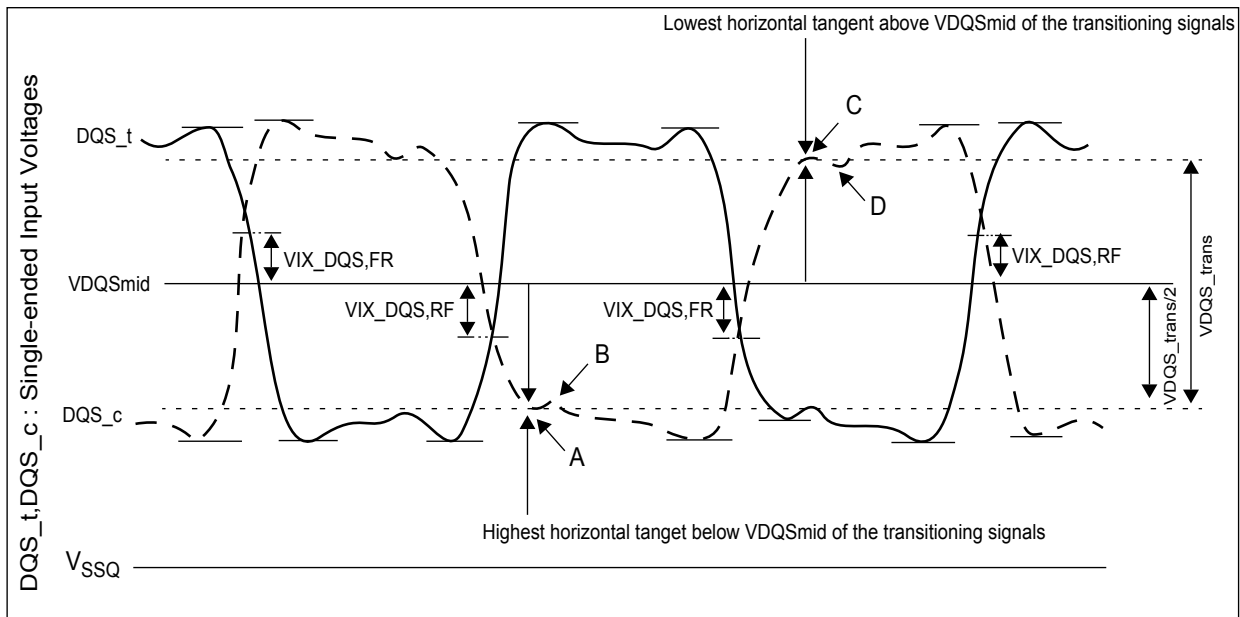 Lowest horizontal tangent above VDQSmid of the transitioning signals
DQS_t,DQS_c : Single-ended Input Voltages
C
DQS_t
D
VIX_DQS,FR
VIX_DQS,RF
VDQS_trans
VDQSmid
VIX_DQS,RF
VIX_DQS,FR
VDQS_trans/2
B
DQS_c
A
Highest horizontal tanget below VDQSmid of the transitioning signals
VSSQ